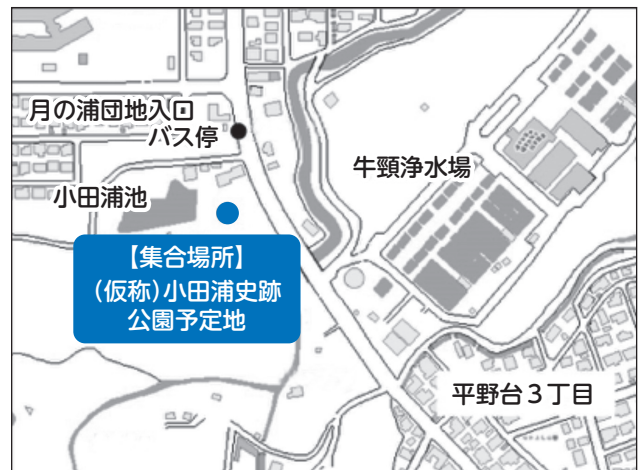 月の浦団地入口
バス停
牛頸浄水場
小田浦池
【集合場所】
（仮称）小田浦史跡
公園予定地
平野台３丁目